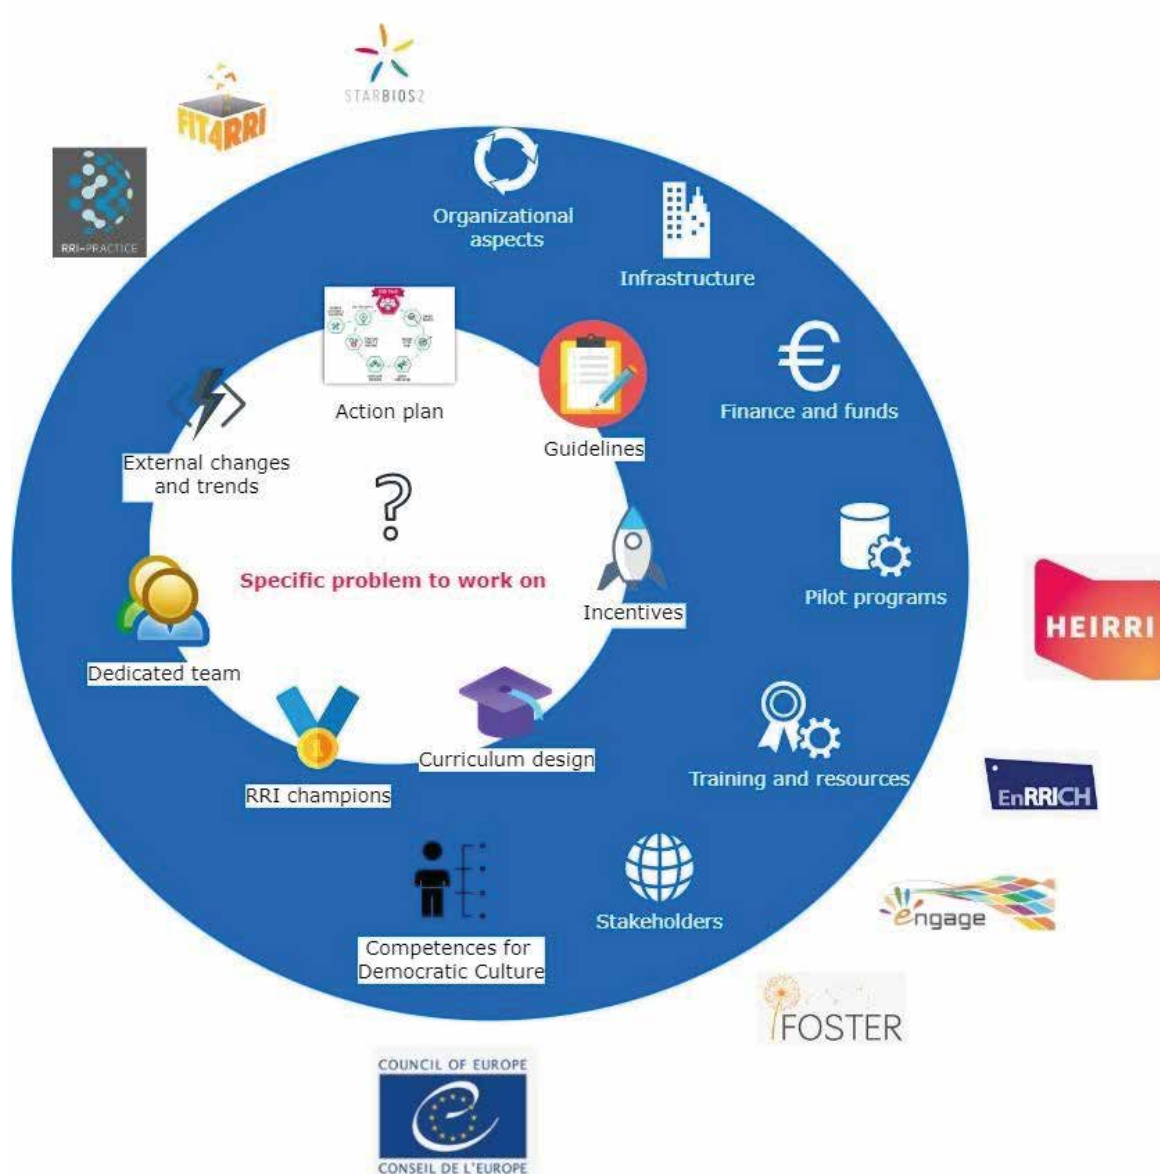 STARBIOS2
FIT4RRI
RRI-PRACTICE
Organizational
aspects
Infrastructure
Action plan
Guidelines
Finance and funds
External changes
and trends
?
Specific problem to work on
Incentives
Pilot programs
HEIRRI
Dedicated team
RRI champions
Curriculum design
Training and resources
EnRRICH
engage
Competences for
Democratic Culture
Stakeholders
FOSTER
COUNCIL OF EUROPE
CONSEIL DE L'EUROPE